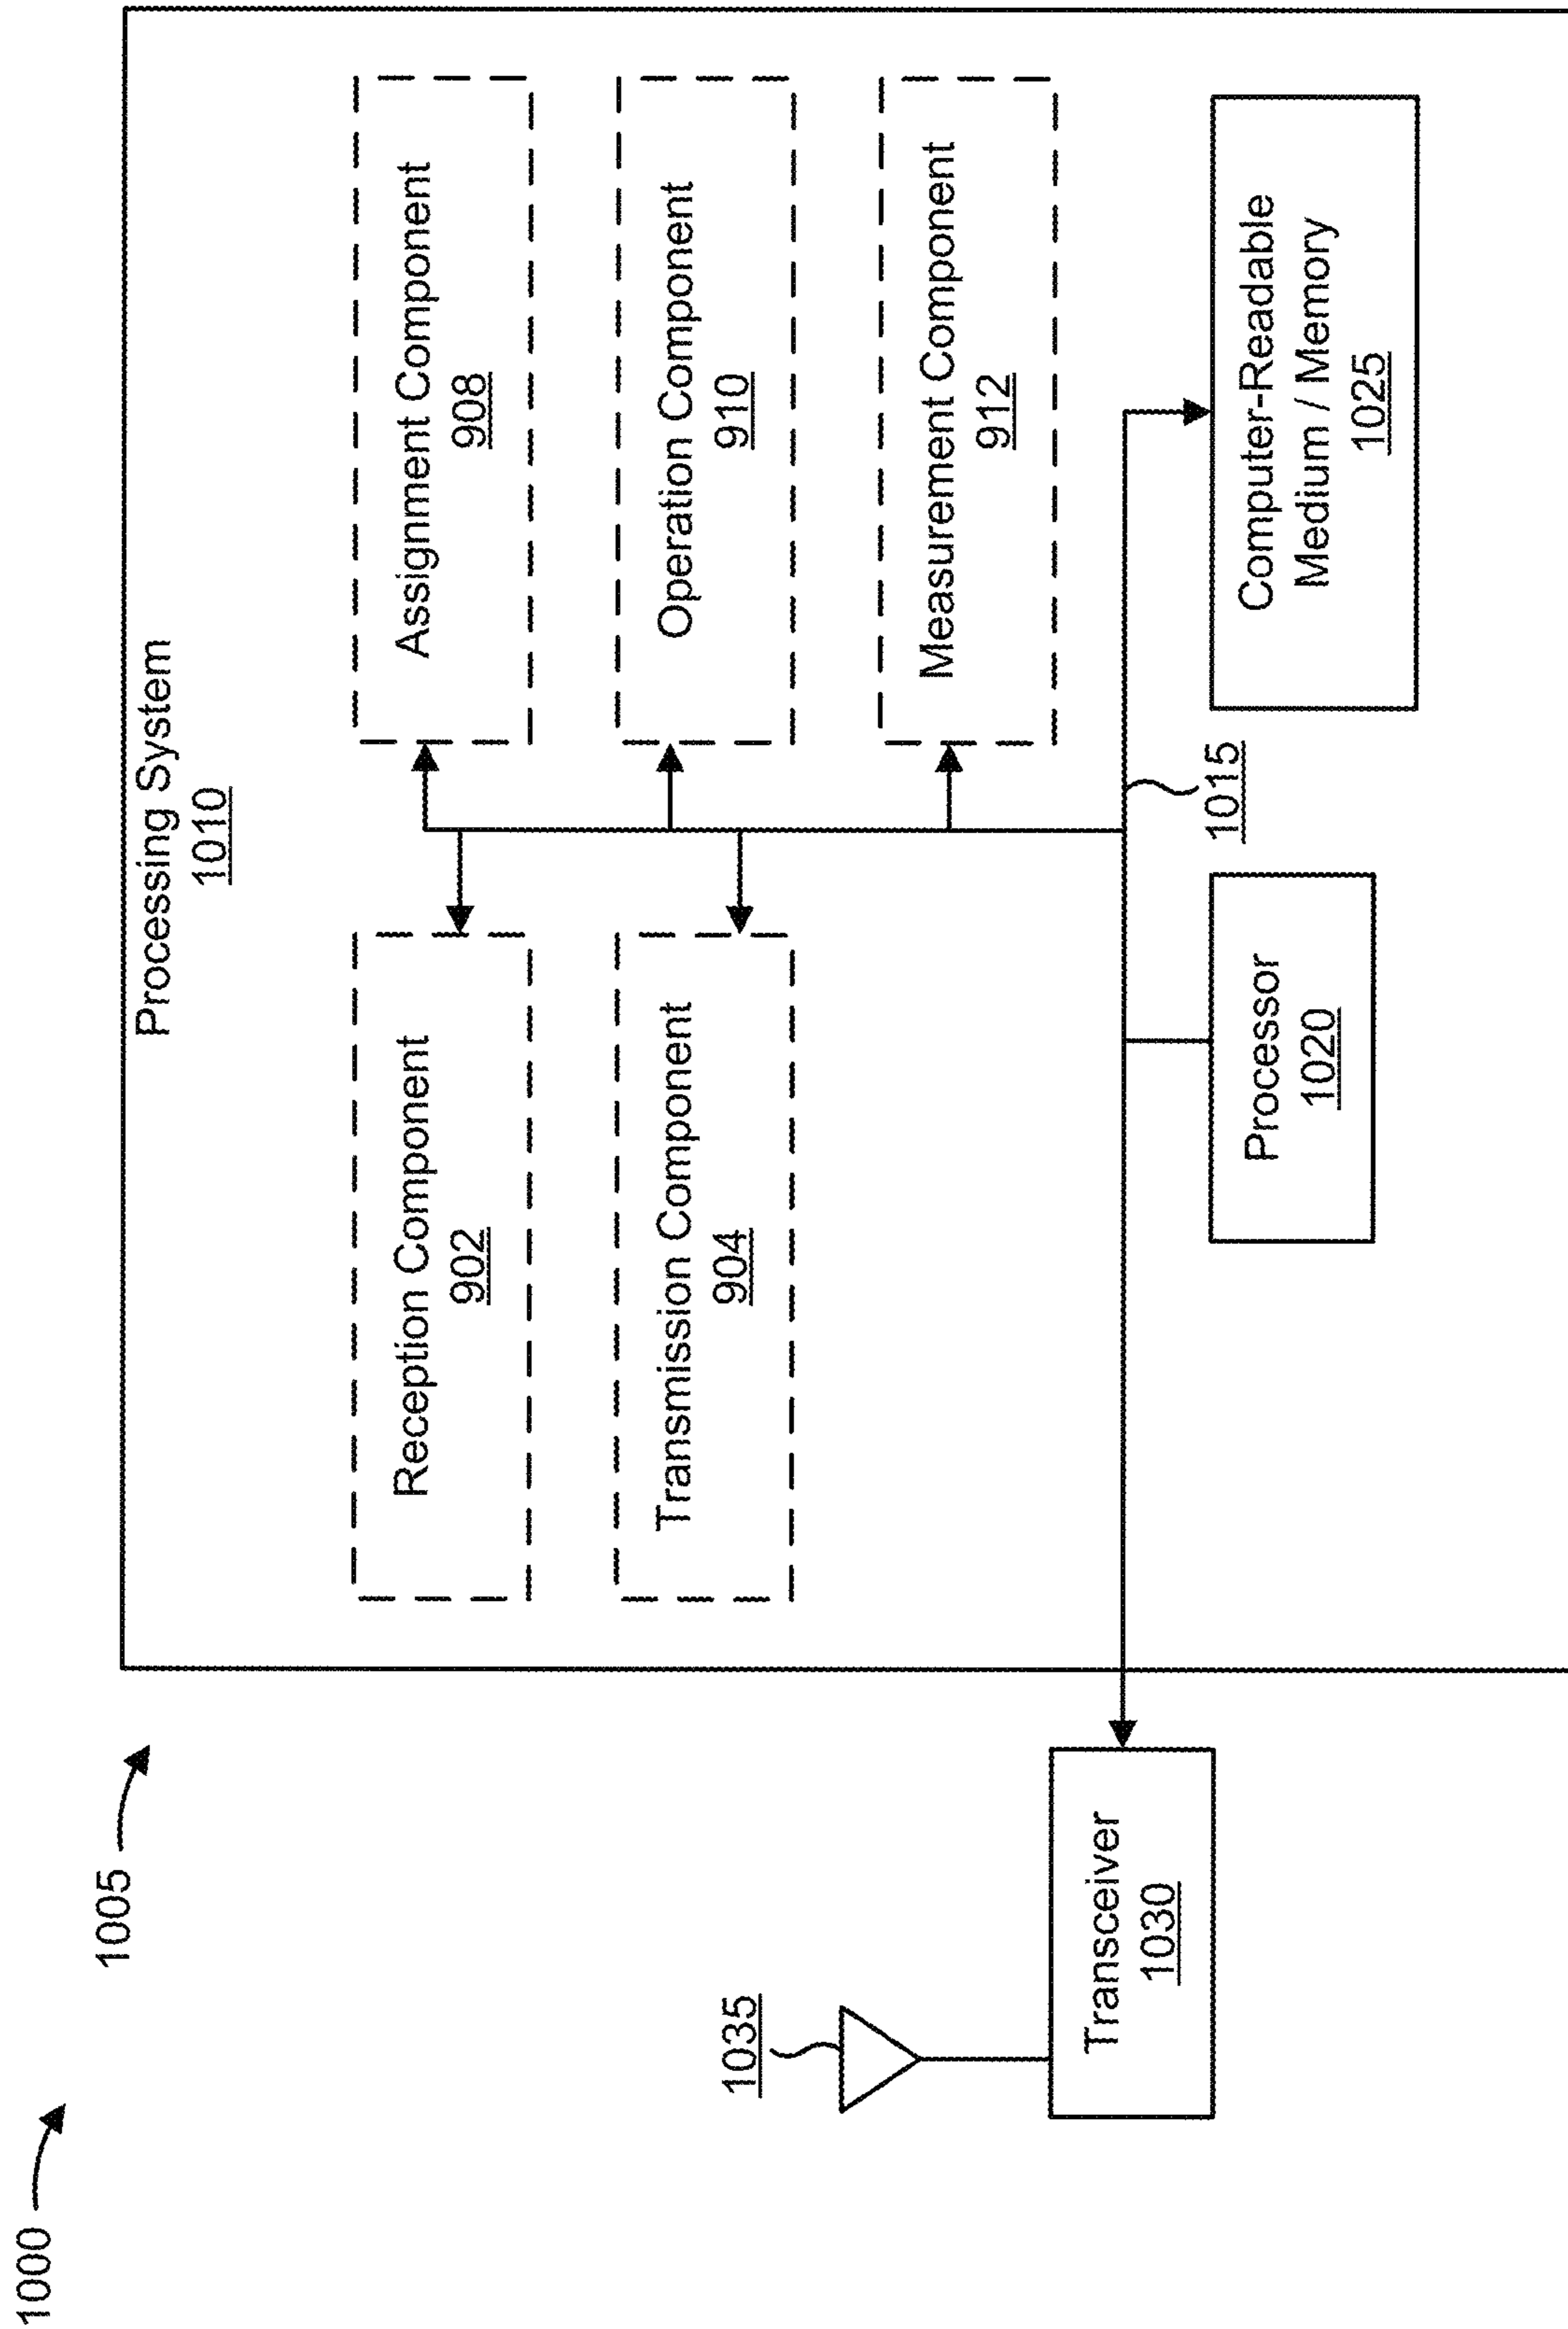 1000
1005
Processing System
1010
Reception Component
902
Assignment Component
908
Transmission Component
904
Operation Component
910
Measurement Component
912
1035
Transceiver
1030
Processor
1020
1015
Computer-Readable
Medium / Memory
1025